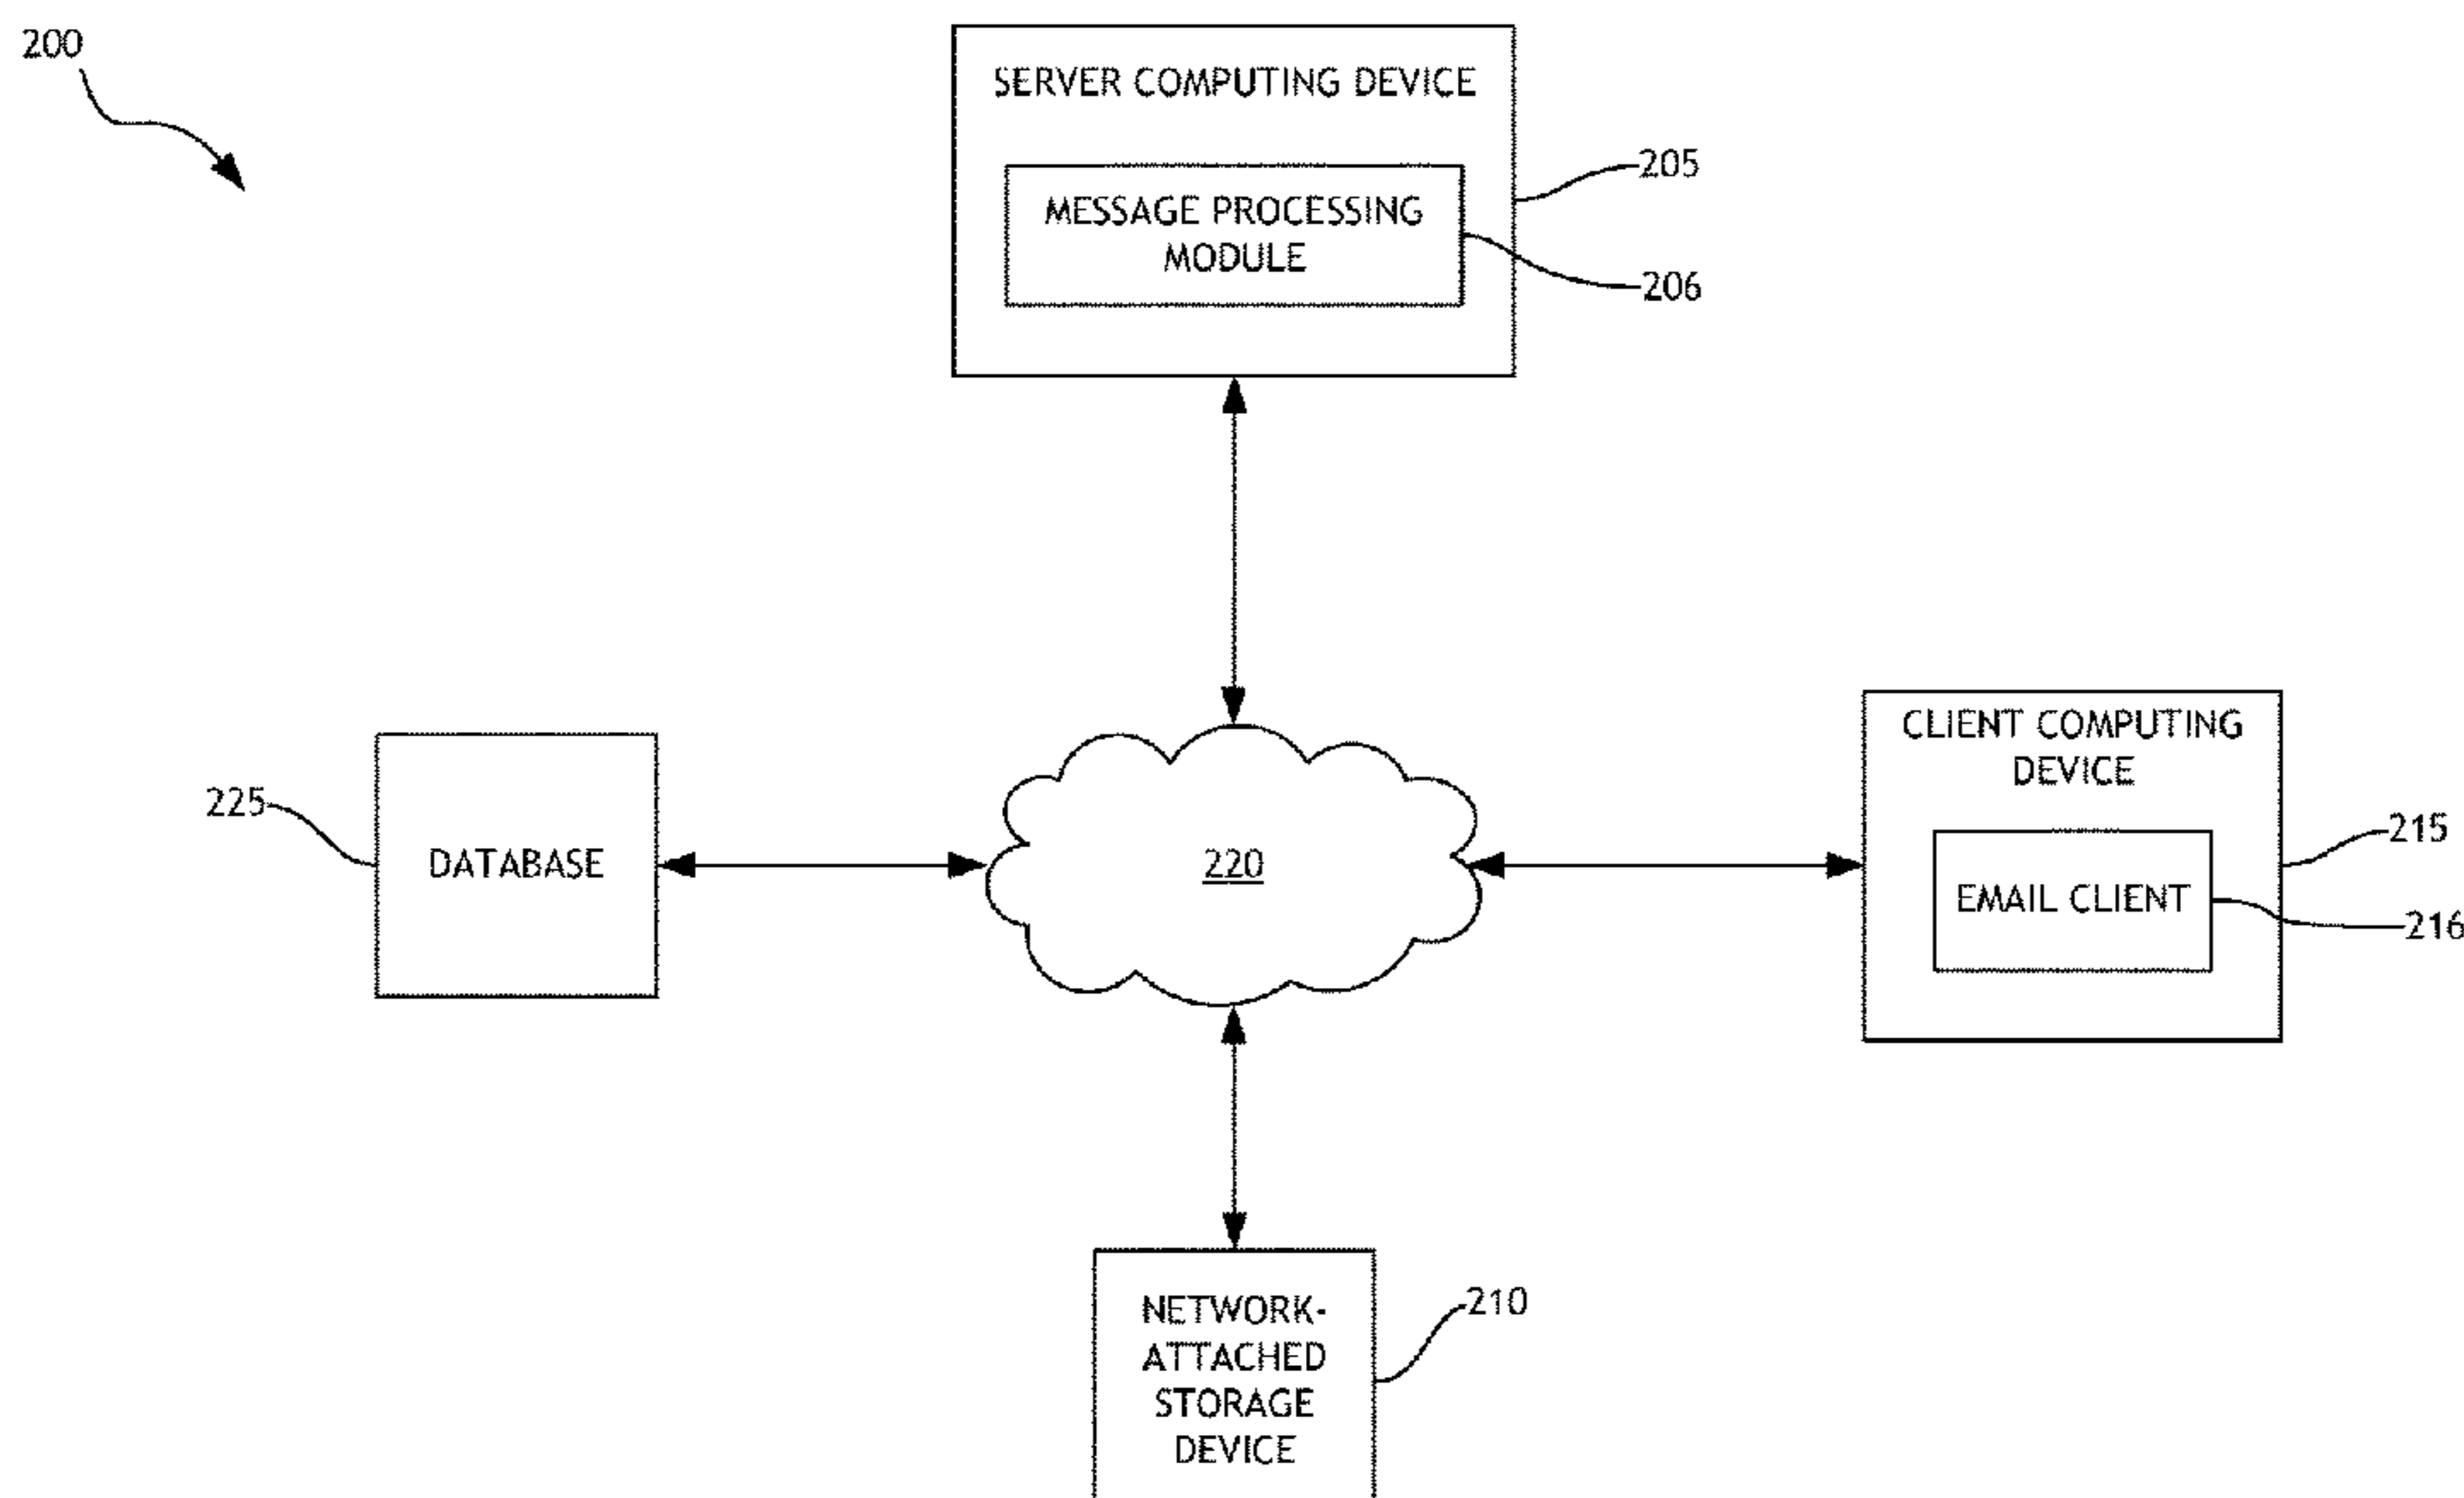 200
SERVER COMPUTING DEVICE
MESSAGE PROCESSING
MODULE
205
206
CLIENT COMPUTING
DEVICE
EMAIL CLIENT
215
216
225
DATABASE
220
NETWORK-
ATTACHED
STORAGE
DEVICE
210